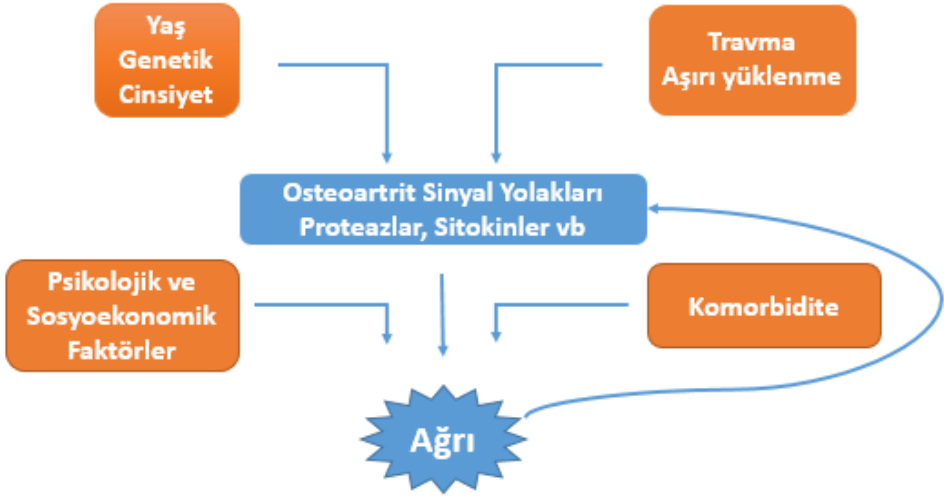 Yaş
Genetik
Cinsiyet
Travma
Aşırı yüklenme
Osteoartrit Sinyal Yolakları
Proteazlar, Sitokinler vb
Psikolojik ve
Sosyoekonomik
Faktörler
Komorbidite
Ağrı